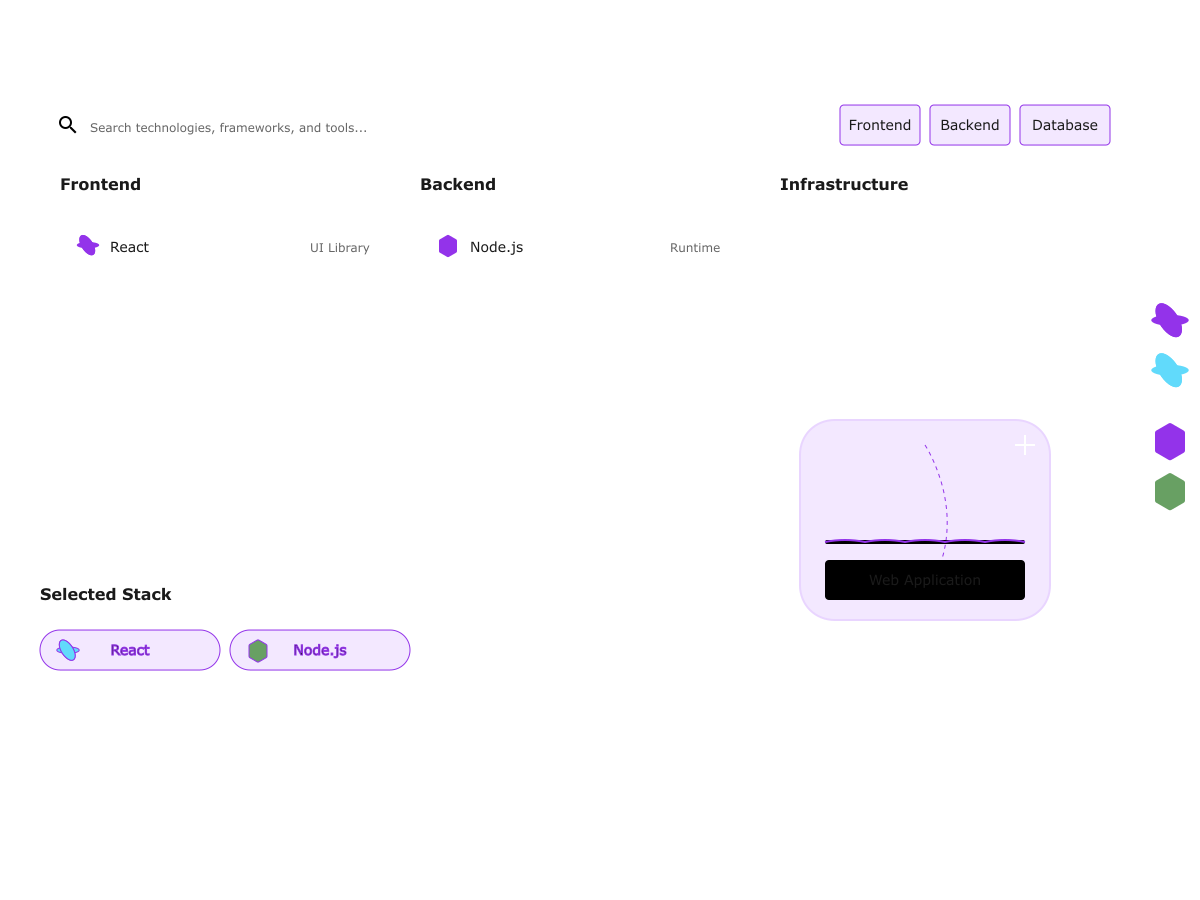 Search technologies, frameworks, and tools...
Frontend
Backend
Database
Frontend
Backend
Infrastructure
React
UI Library
Node.js
Runtime
Web Application
Selected Stack
React
Node.js